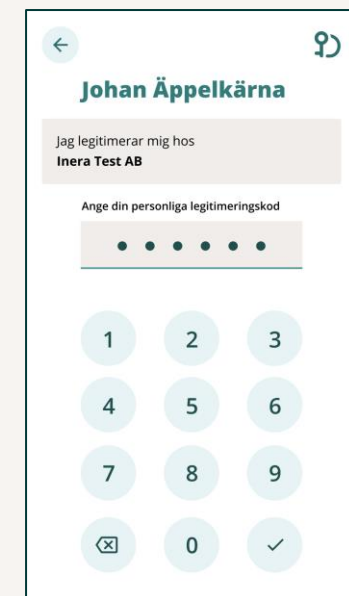 Johan Äppelkärna
Jag legitimerar mig hos
Inera Test AB
Ange din personliga legitimeringskod
1 2 3
4 5 6
7 8 9
0